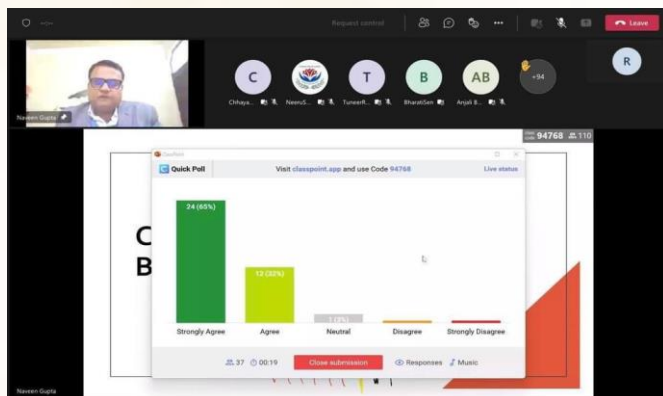 Request control
Leave
Naveen Gupta
C
T
B
AB
+94
R
Chhaya...
NeeruS...
TuneerR...
BharatiSen
Anjali B...
94768 110
ClassPoint
Quick Poll
Visit classpoint.app and use Code 94768
Live status
C
B
24 (65%)
12 (32%)
1 (3%)
Strongly Agree
Agree
Neutral
Disagree
Strongly Disagree
37
00:19
Close submission
Responses
Music
Naveen Gupta